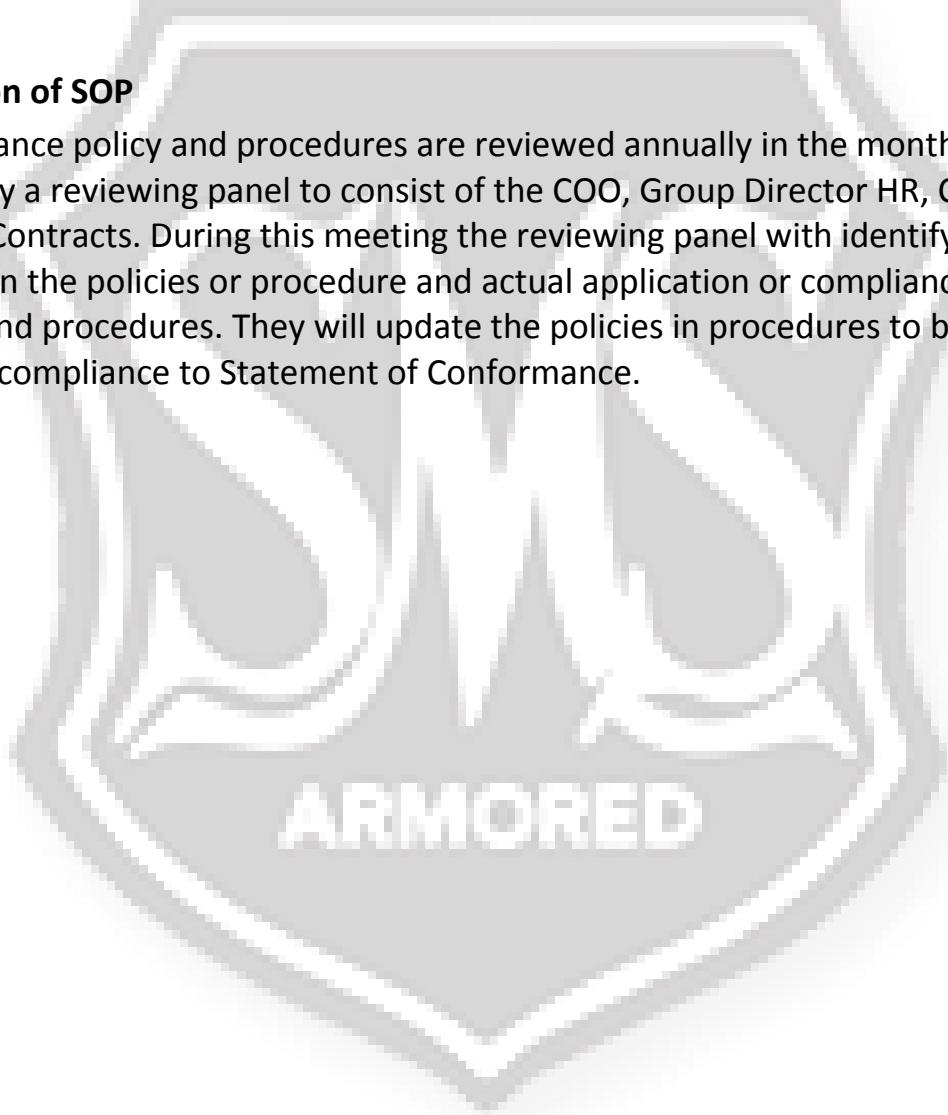 n of SOP
ance policy and procedures are reviewed annually in the month
y a reviewing panel to consist of the COO, Group Director HR, 
Contracts. During this meeting the reviewing panel with identify
n the policies or procedure and actual application or complianc
nd procedures. They will update the policies in procedures to b
compliance to Statement of Conformance.
SMS
ARMORED